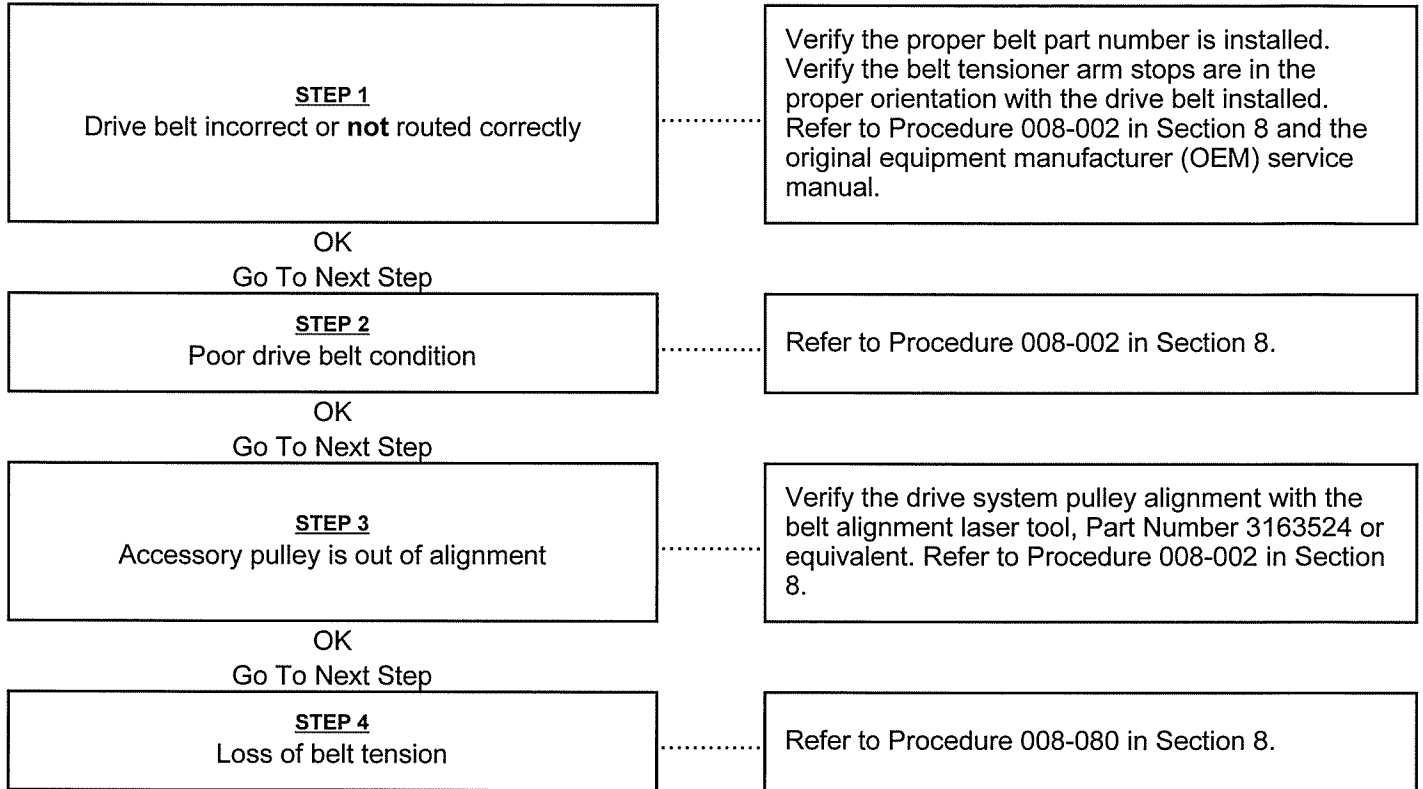 STEP 1
Drive belt incorrect or not routed correctly
Verify the proper belt part number is installed.
Verify the belt tensioner arm stops are in the
proper orientation with the drive belt installed.
Refer to Procedure 008-002 in Section 8 and the
original equipment manufacturer (OEM) service
manual.
OK
Go To Next Step
STEP 2
Poor drive belt condition
Refer to Procedure 008-002 in Section 8.
OK
Go To Next Step
STEP 3
Accessory pulley is out of alignment
Verify the drive system pulley alignment with the
belt alignment laser tool, Part Number 3163524 or
equivalent. Refer to Procedure 008-002 in Section
8.
OK
Go To Next Step
STEP 4
Loss of belt tension
Refer to Procedure 008-080 in Section 8.